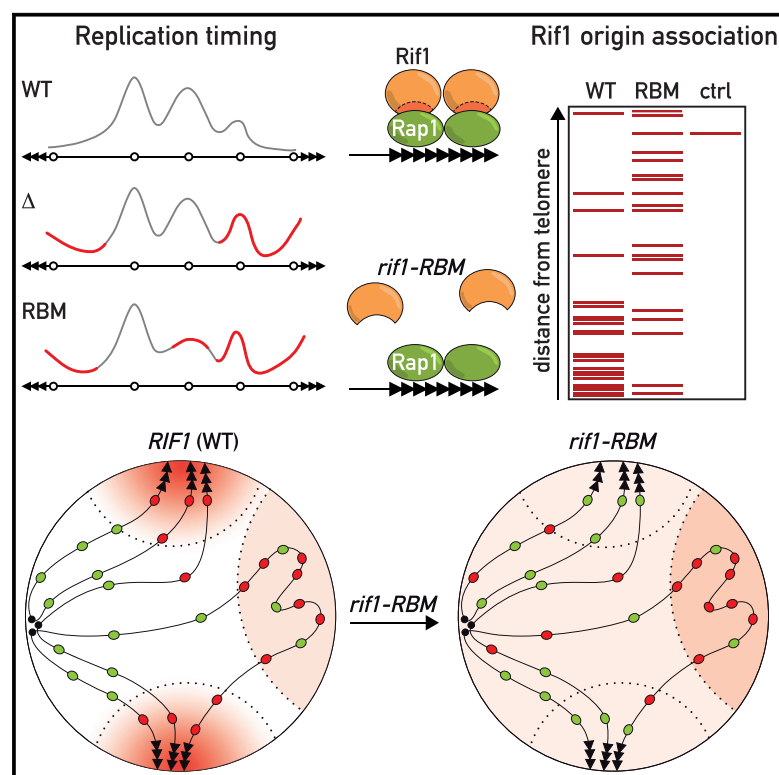 Replication timing
Rif1 origin association
WT
Rif1
Rap1
WT RBM ctrl
distance from telomere
Δ
RBM
rif1-RBM
Rap1
RIF1 (WT)
rif1-RBM
rif1-RBM